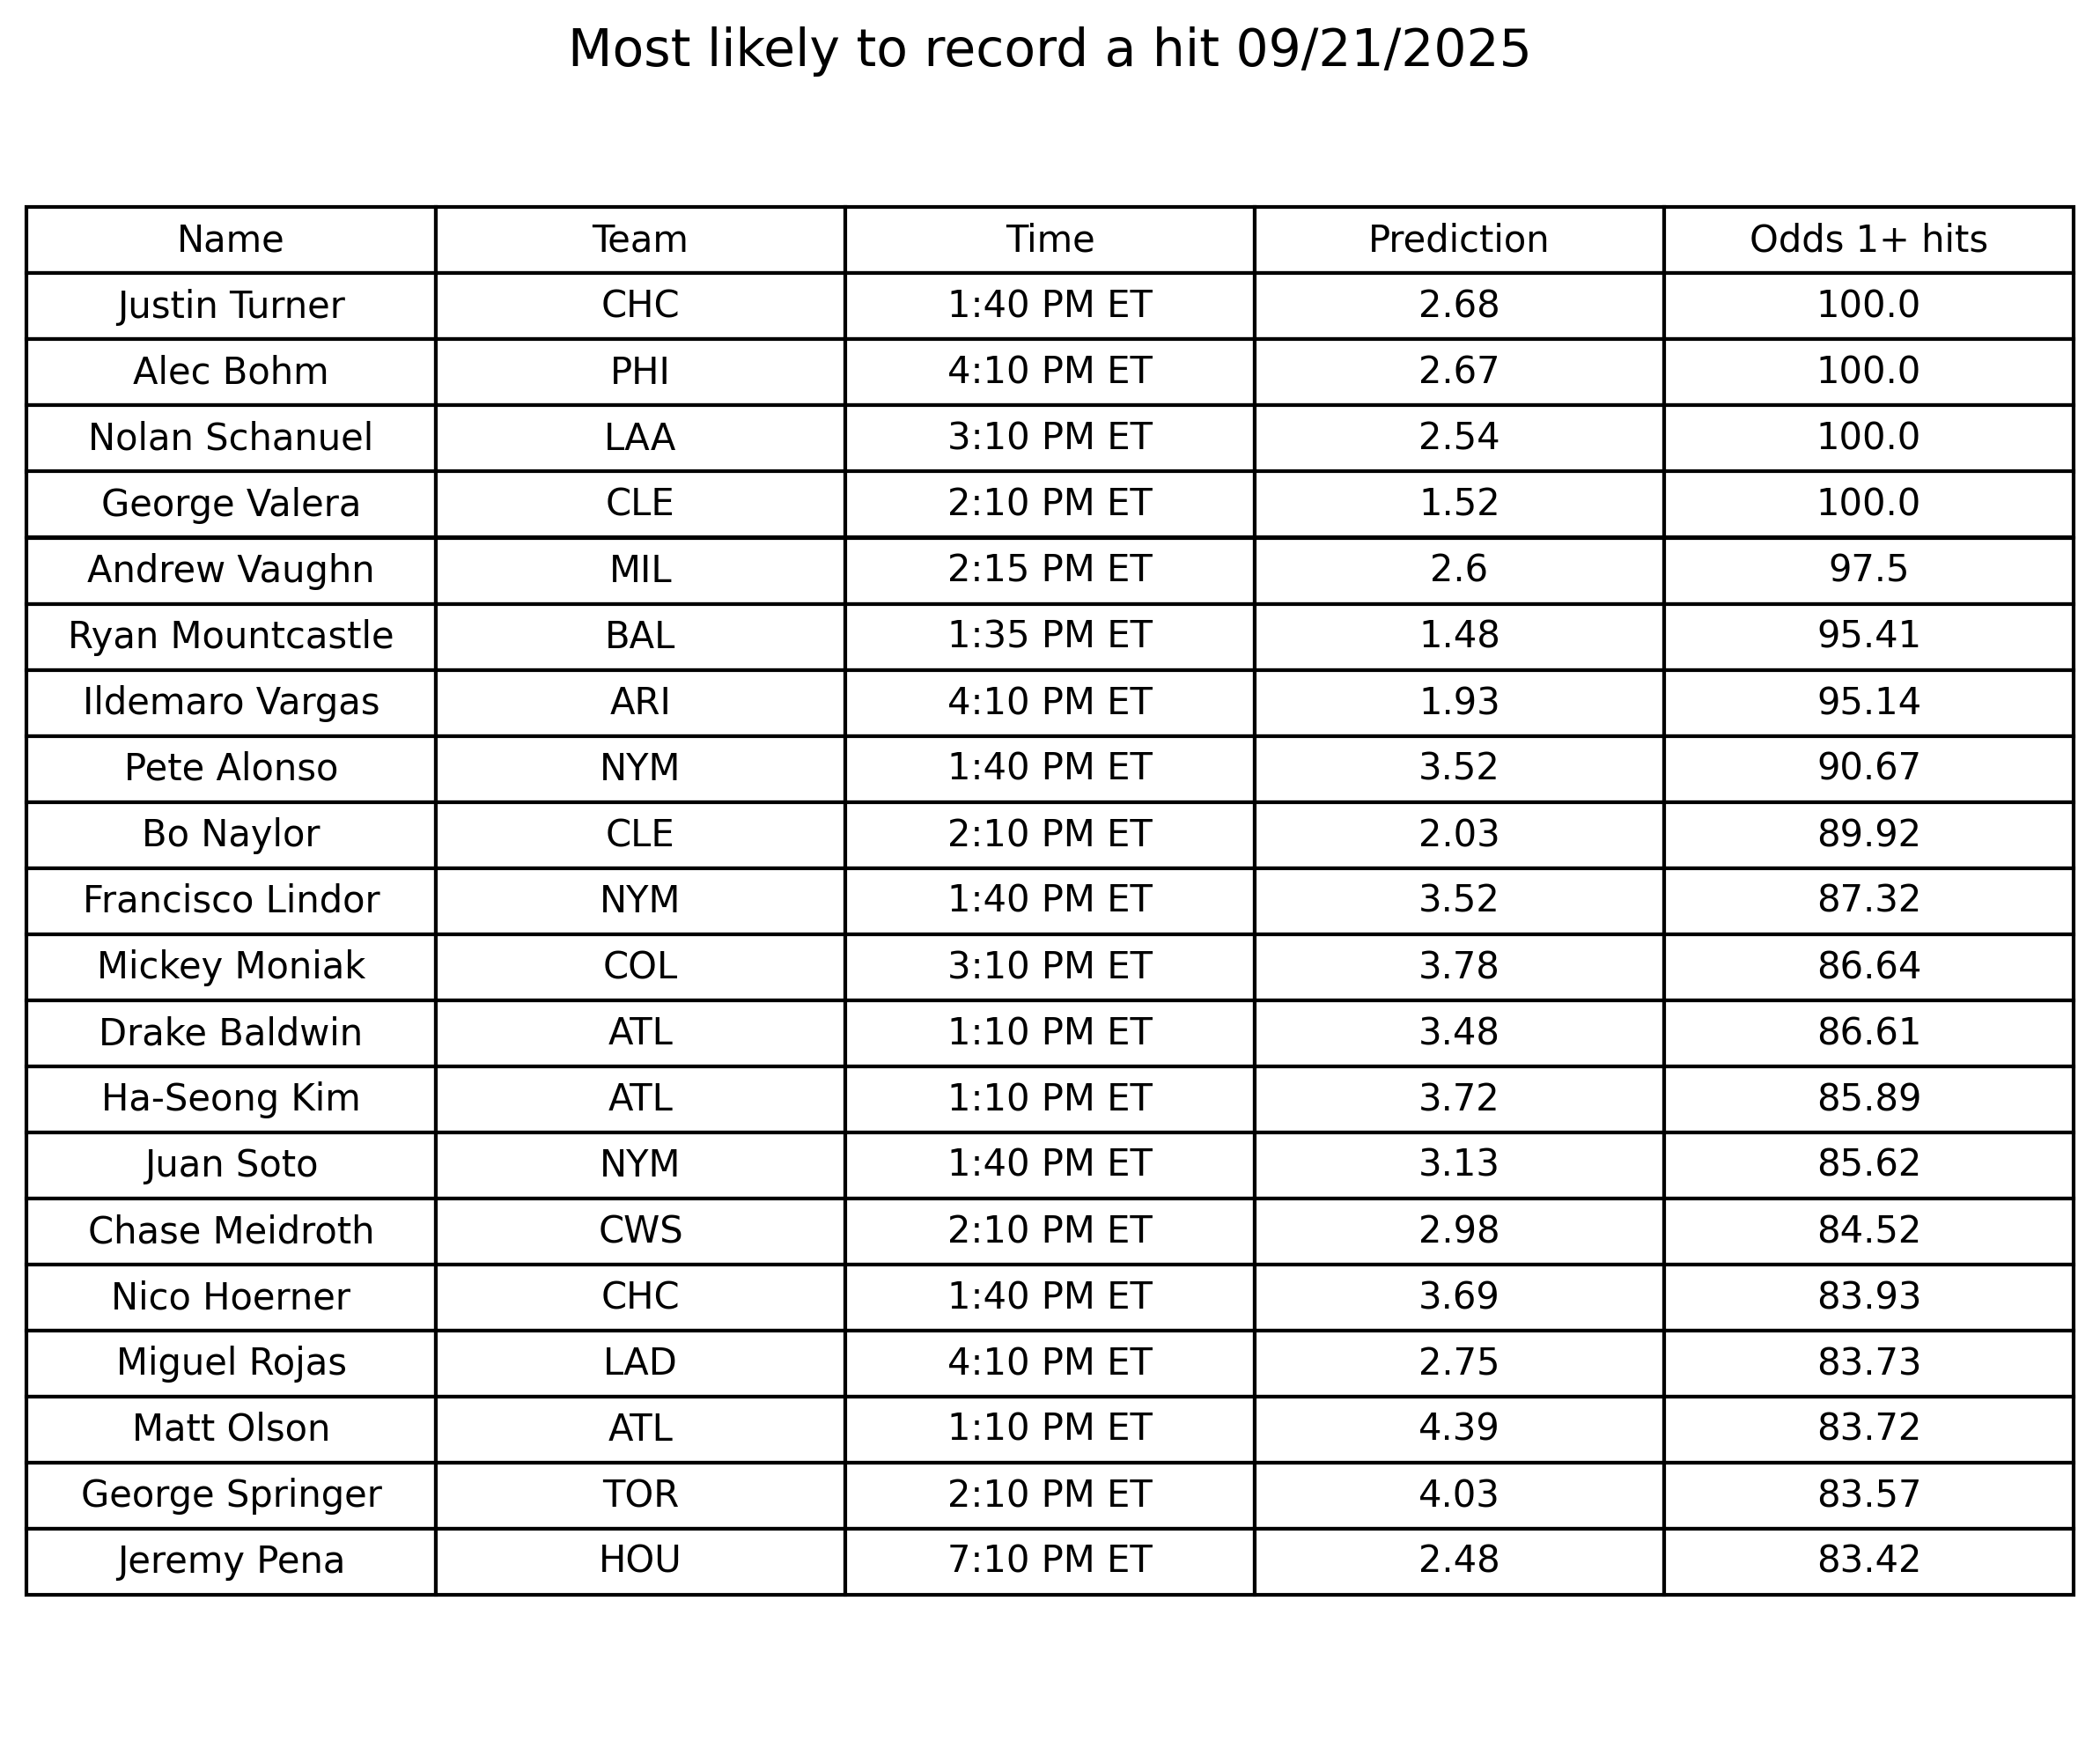 Most likely to record a hit 09/21/2025
Name Team Time Prediction Odds 1+ hits
Justin Turner CHC 1:40 PM ET 2.68 100.0
Alec Bohm PHI 4:10 PM ET 2.67 100.0
Nolan Schanuel LAA 3:10 PM ET 2.54 100.0
George Valera CLE 2:10 PM ET 1.52 100.0
Andrew Vaughn MIL 2:15 PM ET 2.6 97.5
Ryan Mountcastle BAL 1:35 PM ET 1.48 95.41
Ildemaro Vargas ARI 4:10 PM ET 1.93 95.14
Pete Alonso NYM 1:40 PM ET 3.52 90.67
Bo Naylor CLE 2:10 PM ET 2.03 89.92
Francisco Lindor NYM 1:40 PM ET 3.52 87.32
Mickey Moniak COL 3:10 PM ET 3.78 86.64
Drake Baldwin ATL 1:10 PM ET 3.48 86.61
Ha-Seong Kim ATL 1:10 PM ET 3.72 85.89
Juan Soto NYM 1:40 PM ET 3.13 85.62
Chase Meidroth CWS 2:10 PM ET 2.98 84.52
Nico Hoerner CHC 1:40 PM ET 3.69 83.93
Miguel Rojas LAD 4:10 PM ET 2.75 83.73
Matt Olson ATL 1:10 PM ET 4.39 83.72
George Springer TOR 2:10 PM ET 4.03 83.57
Jeremy Pena HOU 7:10 PM ET 2.48 83.42